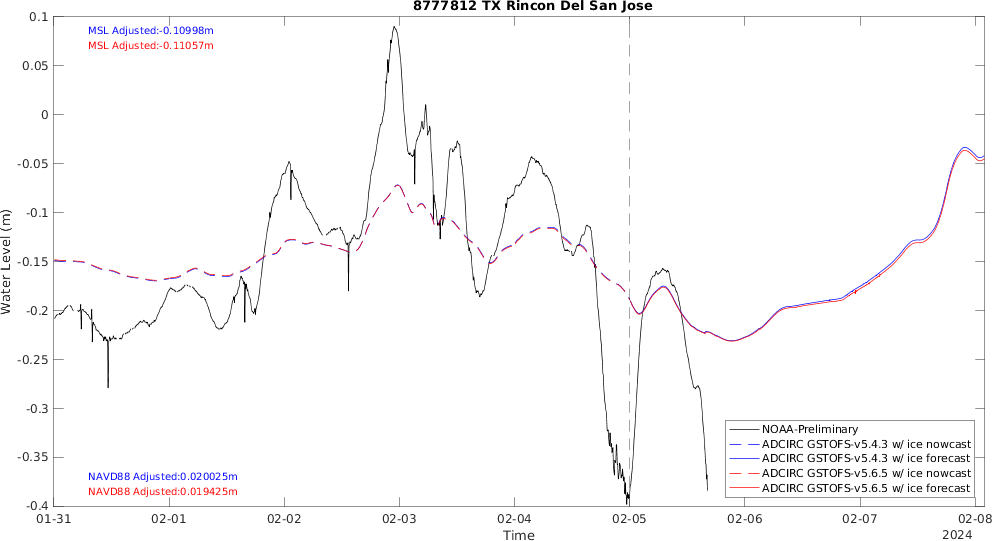 8777812 TX Rincon Del San Jose
MSL Adjusted:-0.10998m
MSL Adjusted:-0.11057m
0.1
0.05
0
-0.05
-0.1
-0.15
-0.2
-0.25
-0.3
-0.35
-0.4
Water Level (m)
NAVD88 Adjusted:0.020025m
NAVD88 Adjusted:0.019425m
NOAA-Preliminary
ADCIRC GSTOFS-v5.4.3 w/ ice nowcast
ADCIRC GSTOFS-v5.4.3 w/ ice forecast
ADCIRC GSTOFS-v5.6.5 w/ ice nowcast
ADCIRC GSTOFS-v5.6.5 w/ ice forecast
01-31 02-01 02-02 02-03 02-04 02-05 02-06 02-07 02-08
Time
2024